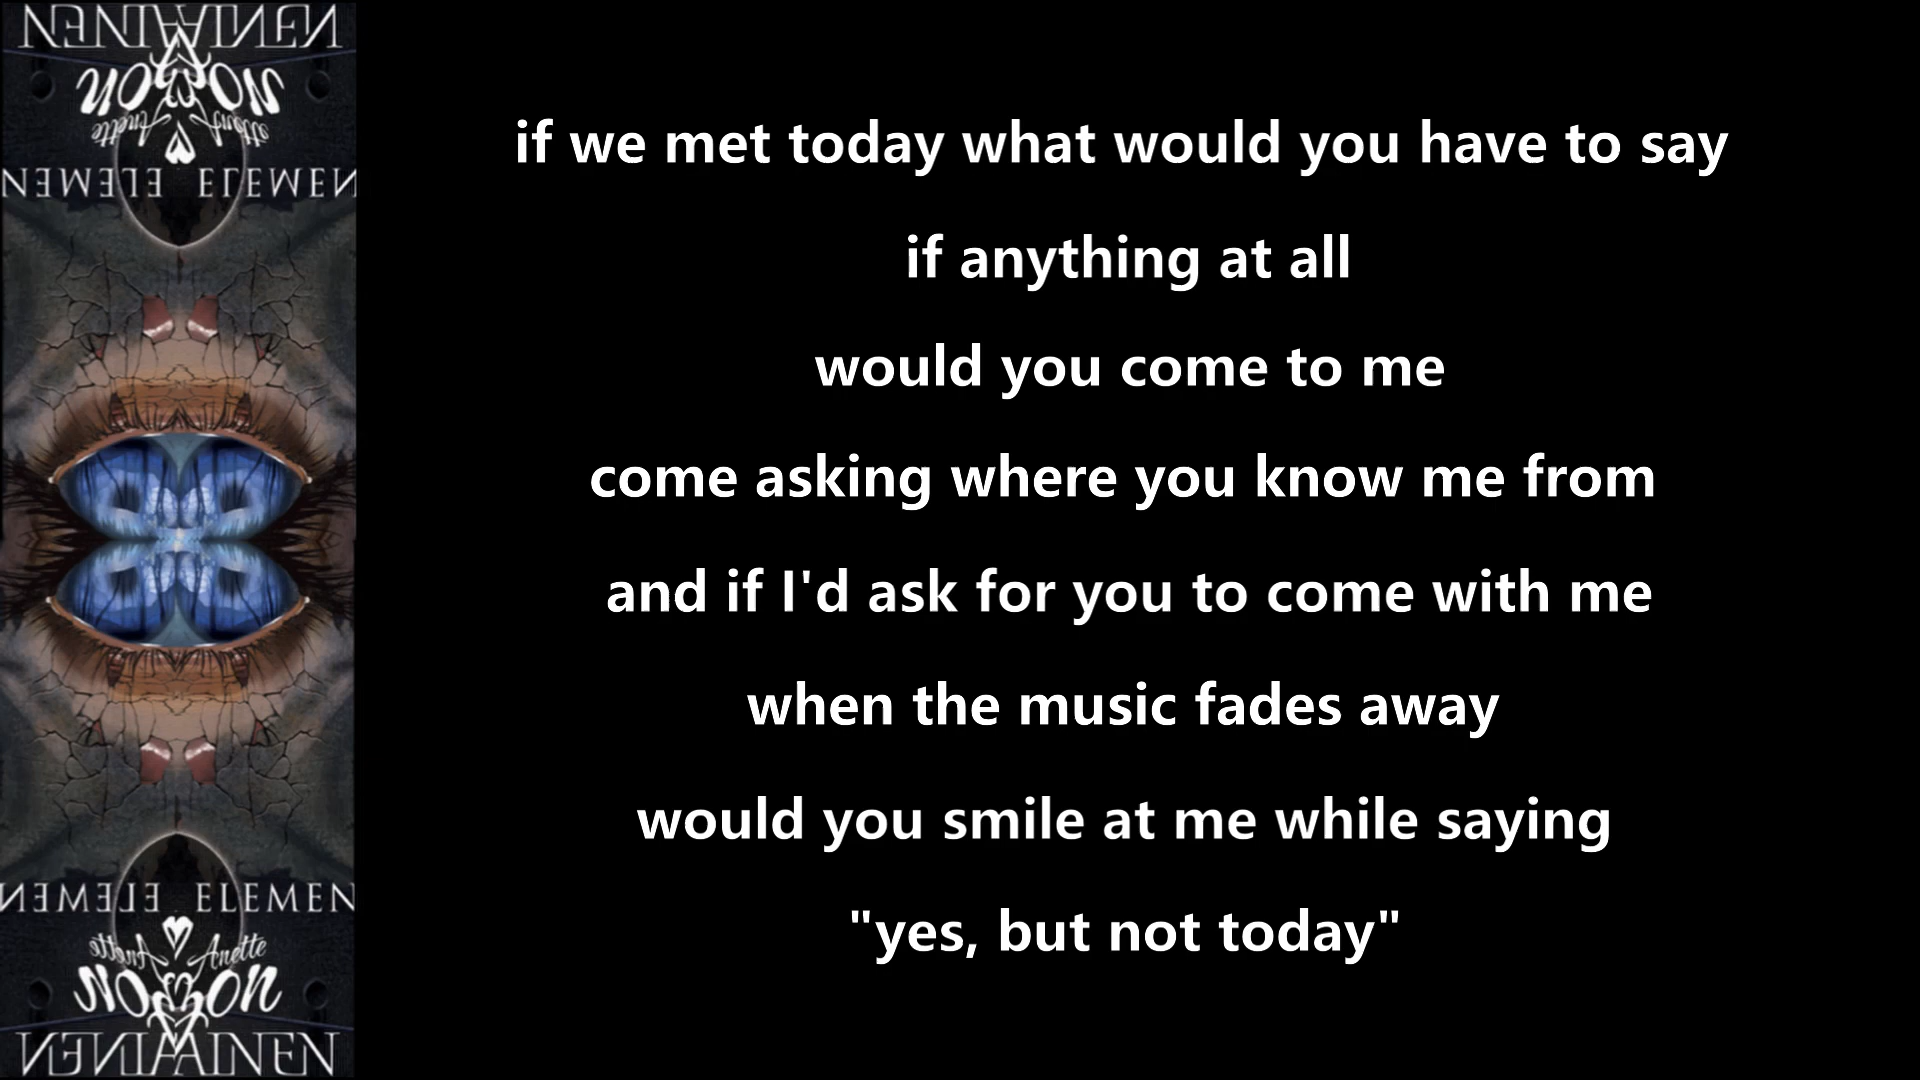 if we met today what would you have to say
if anything at all
would you come to me
come asking where you know me from
and if I'd ask for you to come with me
when the music fades away
would you smile at me while saying
"yes, but not today"
ELEMEN
Anette